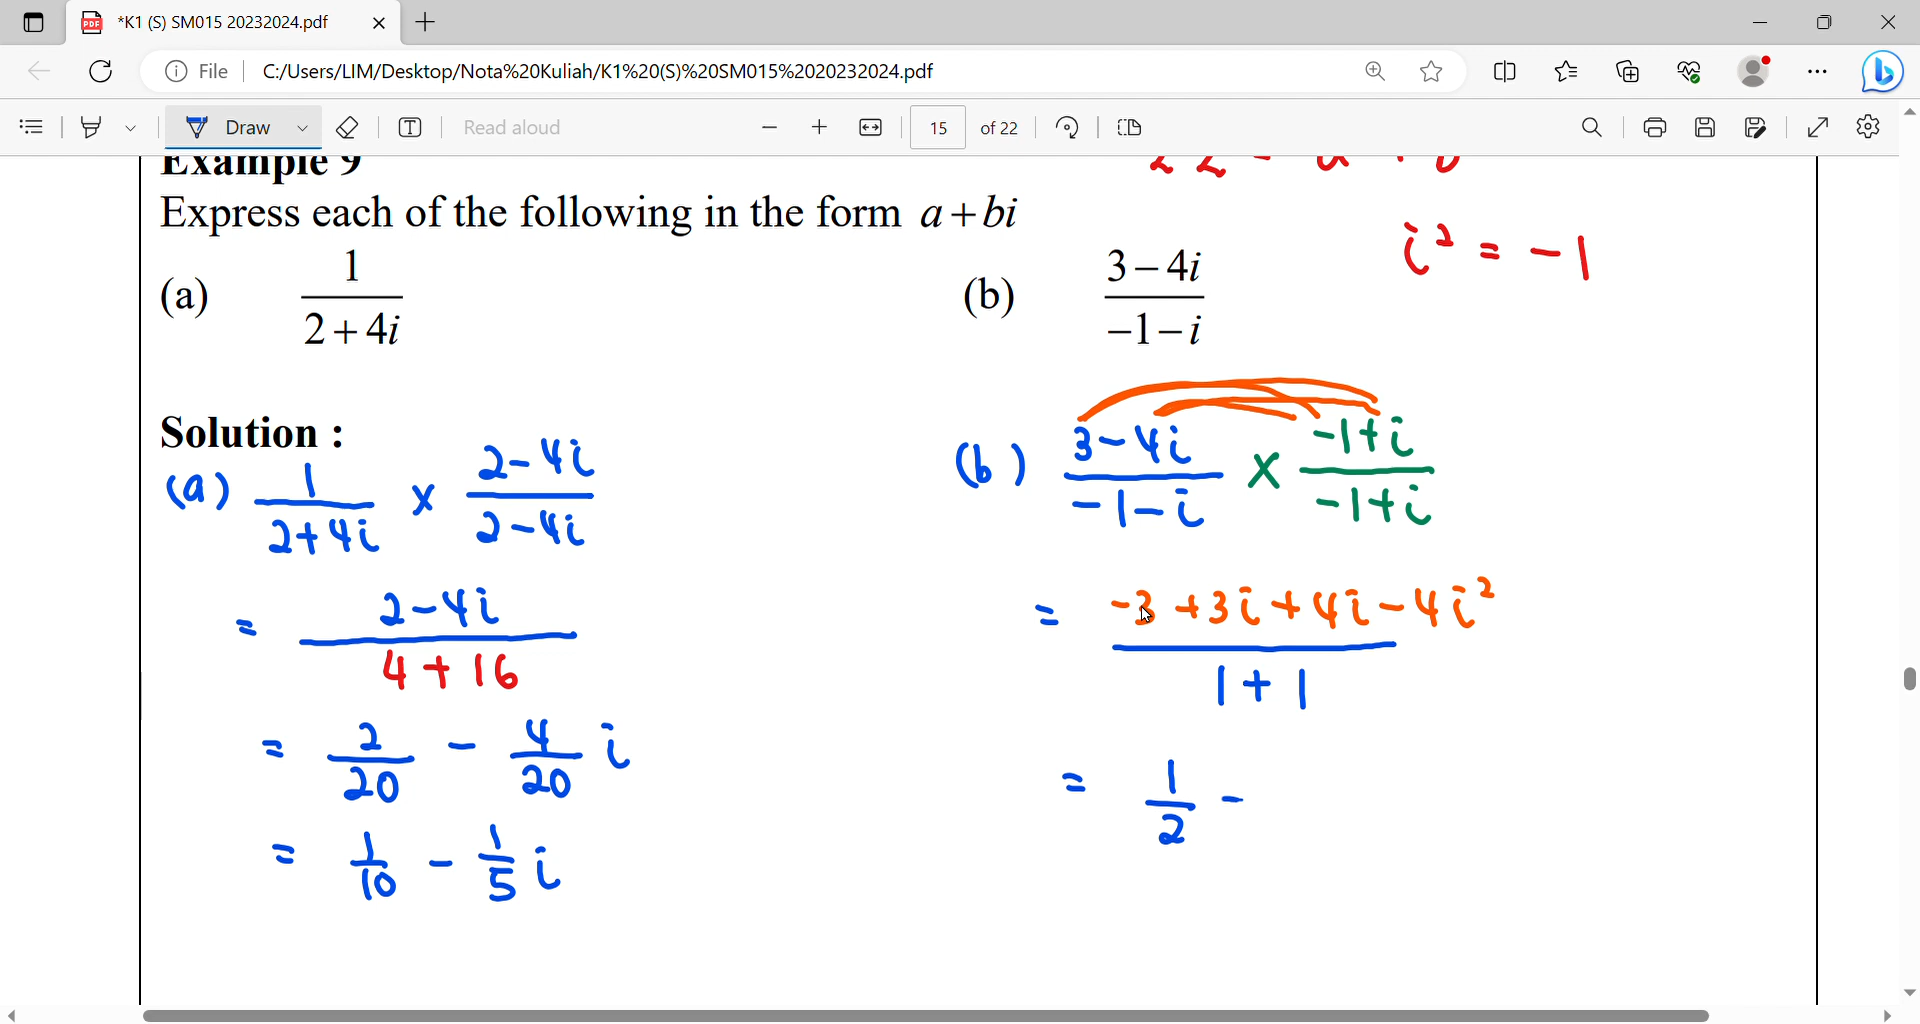 *K1 (S) SM015 20232024.pdf
File C:/Users/LIM/Desktop/Nota%20Kuliah/K1%20(S)%20SM015%2020232024.pdf
Draw Read aloud 15 of 22
Example 9
Express each of the following in the form a+bi
i² = -1
(a) 1/(2+4i)
(b) (3-4i)/(-1-i)
Solution :
(a) 1/(2+4i) x (2-4i)/(2-4i)
= (2-4i)/(4+16)
= 2/20 - 4/20 i
= 1/10 - 1/5 i
(b) (3-4i)/(-1-i) x (-1+i)/(-1+i)
= (-3+3i+4i-4i²)/(1+1)
= 1/2 -